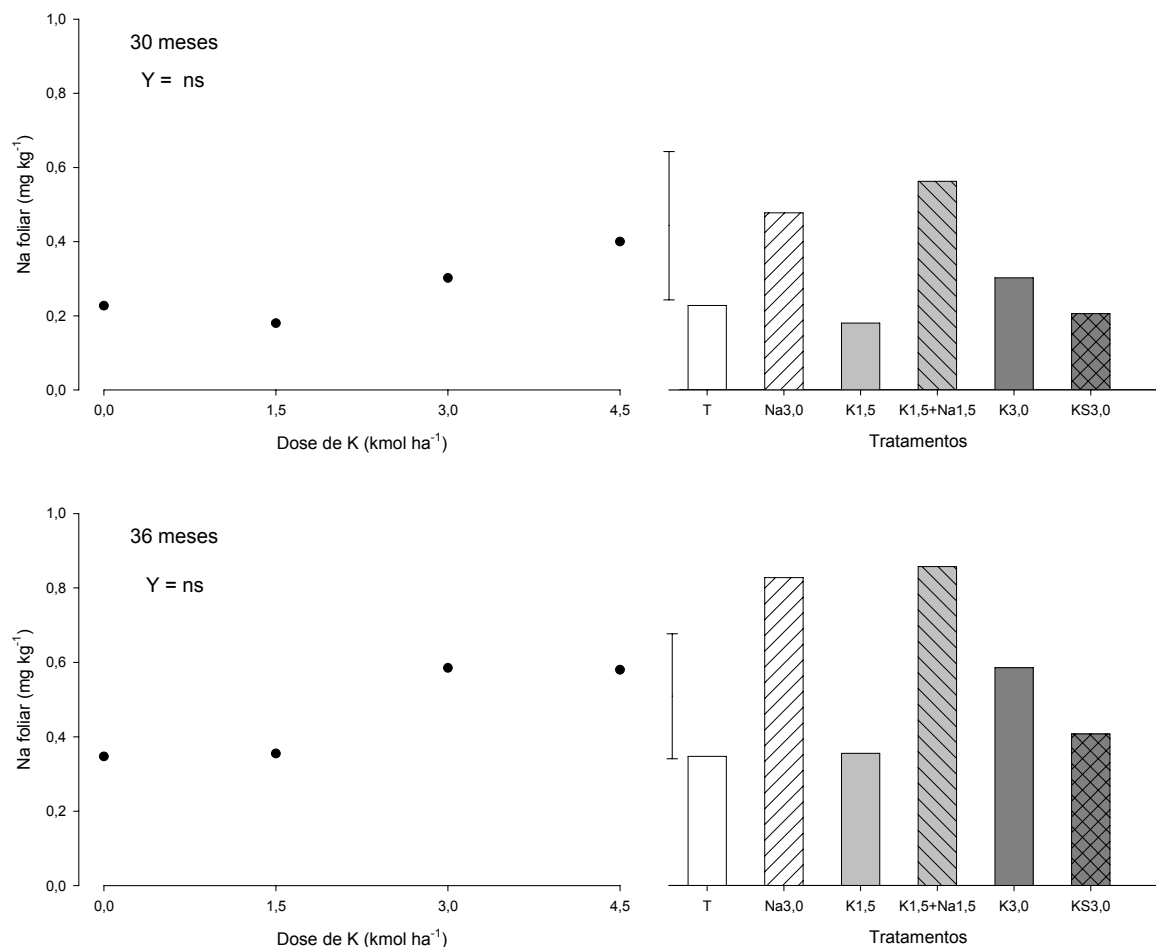 30 meses
Y = ns
Na foliar (mg kg⁻¹)
1,0
0,8
0,6
0,4
0,2
0,0
0,0 1,5 3,0 4,5
Dose de K (kmol ha⁻¹)
T Na3,0 K1,5 K1,5+Na1,5 K3,0 KS3,0
Tratamentos
36 meses
Y = ns
Na foliar (mg kg⁻¹)
1,0
0,8
0,6
0,4
0,2
0,0
0,0 1,5 3,0 4,5
Dose de K (kmol ha⁻¹)
T Na3,0 K1,5 K1,5+Na1,5 K3,0 KS3,0
Tratamentos